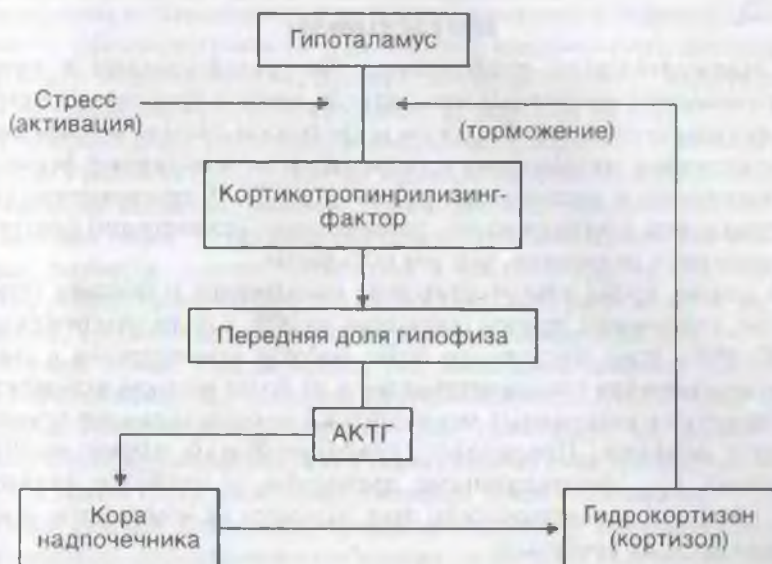 Гипоталамус
Стресс
(активация)
(торможение)
Кортикотропинрилизинг-
фактор
Передняя доля гипофиза
АКТГ
Кора
надпочечника
Гидрокортизон
(кортизол)